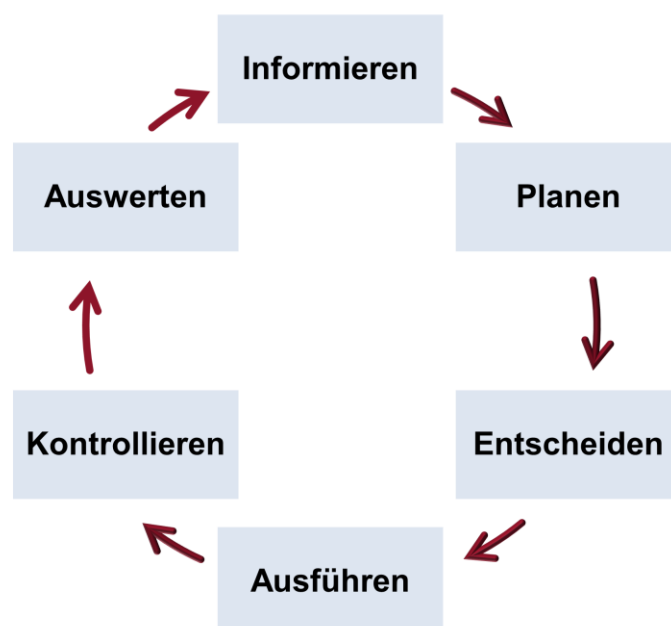 Informieren
Planen
Entscheiden
Ausführen
Kontrollieren
Auswerten